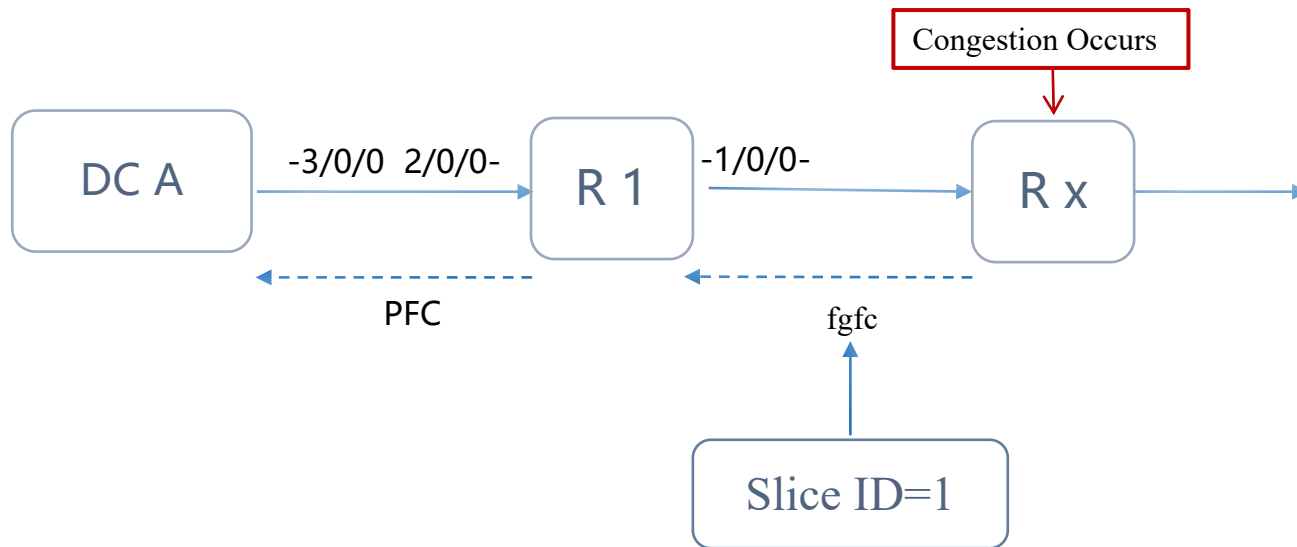 Congestion Occurs
DC A
-3/0/0 2/0/0-
R 1
-1/0/0-
R x
PFC
fgfc
Slice ID=1